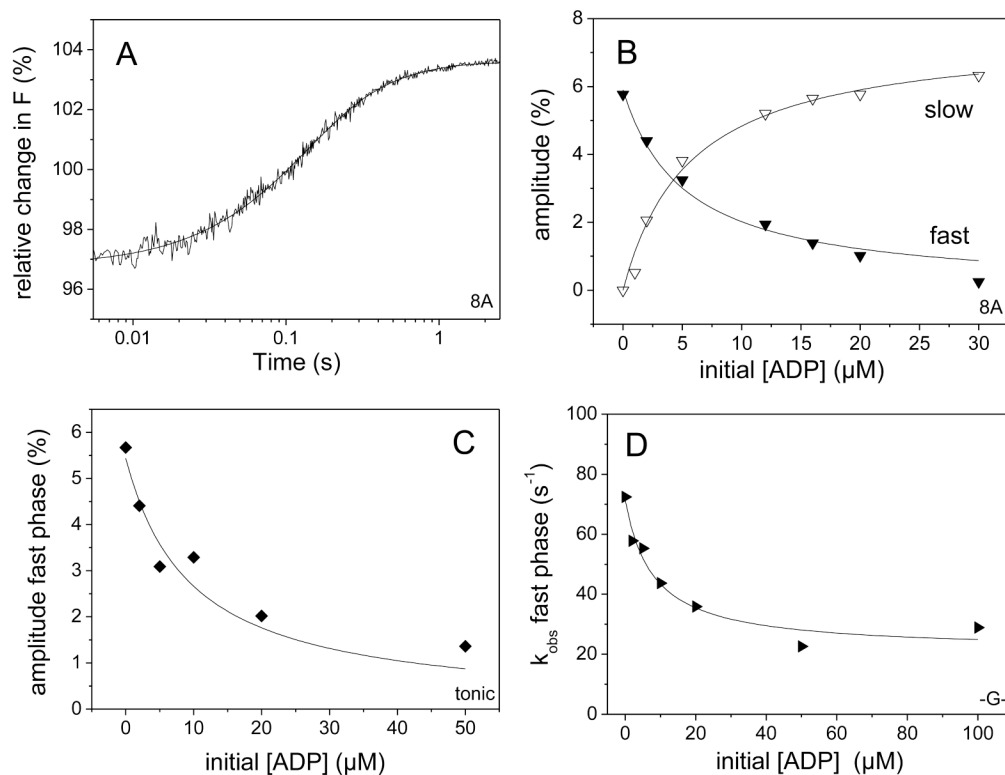 A
relative change in F (%)
104
102
100
98
96
0.01
0.1
1
Time (s)
8A
B
amplitude (%)
8
6
4
2
0
slow
fast
0
5
10
15
20
25
30
initial [ADP] (µM)
8A
C
amplitude fast phase (%)
6
5
4
3
2
1
0
0
10
20
30
40
50
initial [ADP] (µM)
tonic
D
k_obs fast phase (s⁻¹)
100
80
60
40
20
0
0
20
40
60
80
100
initial [ADP] (µM)
-G-